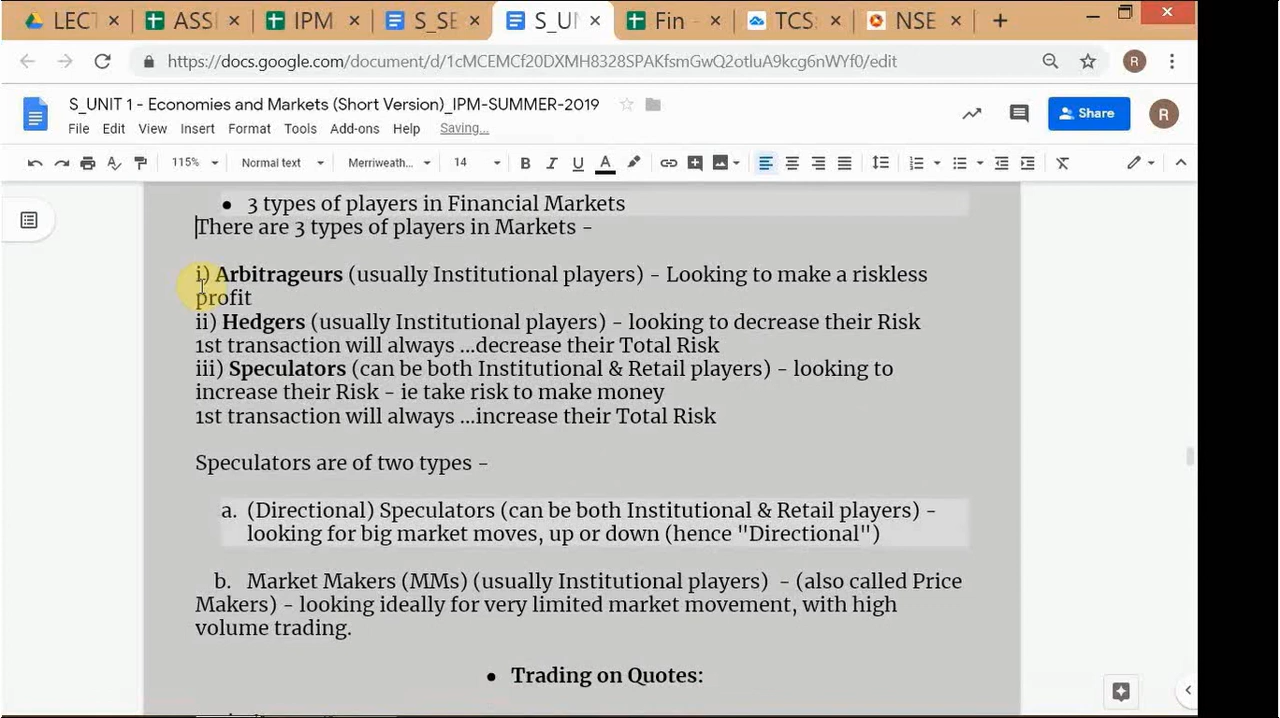 LEC ASS IPM S_SE S_UN Fin - TCS: NSE
https://docs.google.com/document/d/1cMCEMCf20DXMH8328SPAKfsmGwQ2otluA9kcg6nWYf0/edit R
S_UNIT 1 - Economies and Markets (Short Version)_IPM-SUMMER-2019
File Edit View Insert Format Tools Add-ons Help Saving... Share R
115% Normal text Merriweath... 14 B I U A
3 types of players in Financial Markets
There are 3 types of players in Markets -
i) Arbitrageurs (usually Institutional players) - Looking to make a riskless
profit
ii) Hedgers (usually Institutional players) - looking to decrease their Risk
1st transaction will always ...decrease their Total Risk
iii) Speculators (can be both Institutional & Retail players) - looking to
increase their Risk - ie take risk to make money
1st transaction will always ...increase their Total Risk
Speculators are of two types -
a. (Directional) Speculators (can be both Institutional & Retail players) -
looking for big market moves, up or down (hence "Directional")
b. Market Makers (MMs) (usually Institutional players) - (also called Price
Makers) - looking ideally for very limited market movement, with high
volume trading.
Trading on Quotes: